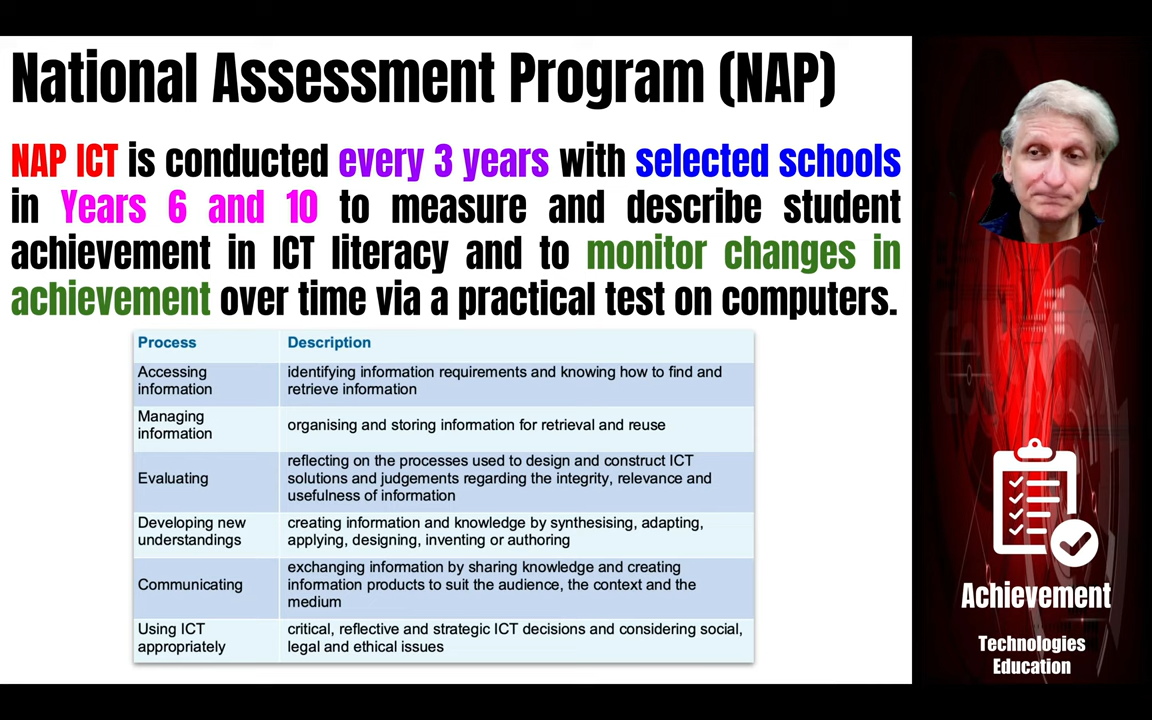 National Assessment Program (NAP)
NAP ICT is conducted every 3 years with selected schools
in Years 6 and 10 to measure and describe student
achievement in ICT literacy and to monitor changes in
achievement over time via a practical test on computers.
Process Description
Accessing information
identifying information requirements and knowing how to find and
retrieve information
Managing information
organising and storing information for retrieval and reuse
Evaluating
reflecting on the processes used to design and construct ICT
solutions and judgements regarding the integrity, relevance and
usefulness of information
Developing new understandings
creating information and knowledge by synthesising, adapting,
applying, designing, inventing or authoring
Communicating
exchanging information by sharing knowledge and creating
information products to suit the audience, the context and the
medium
Using ICT appropriately
critical, reflective and strategic ICT decisions and considering social,
legal and ethical issues
Achievement
Technologies
Education